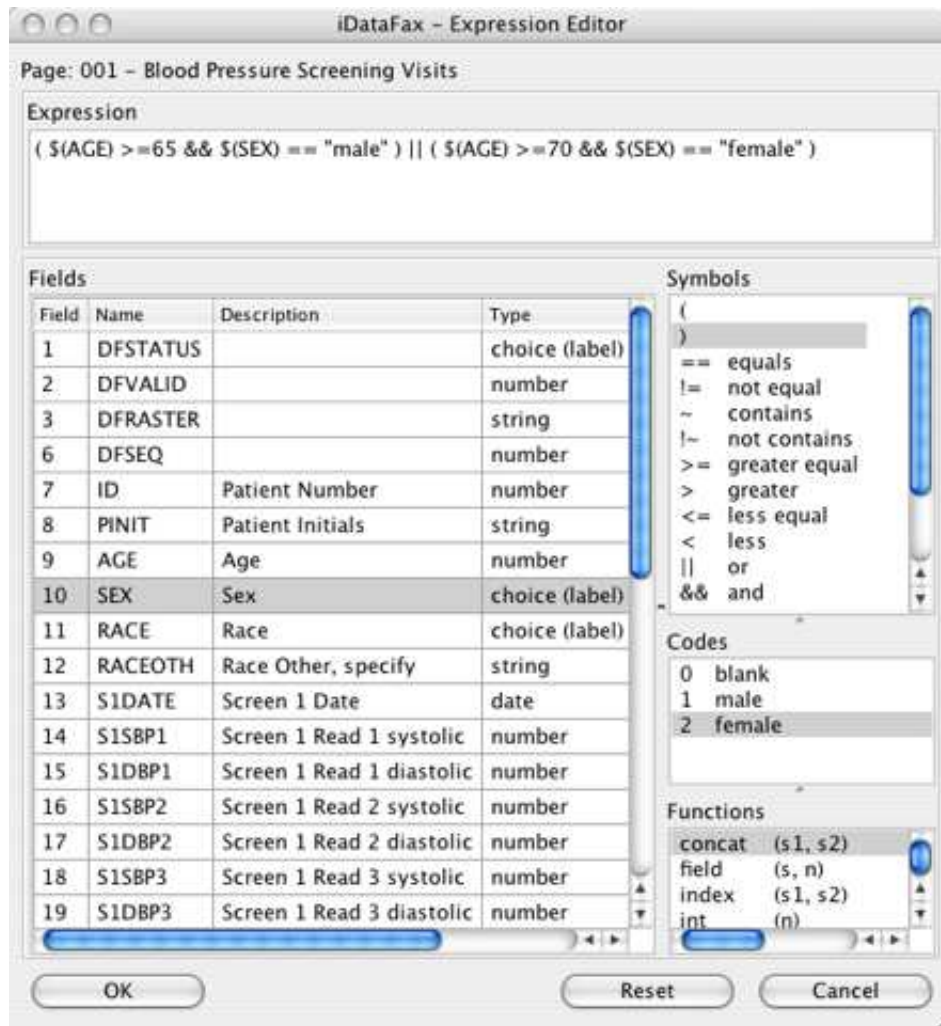 iDataFax - Expression Editor
Page: 001 - Blood Pressure Screening Visits
Expression
( $(AGE) >=65 && $(SEX) == "male" ) || ( $(AGE) >=70 && $(SEX) == "female" )
Fields
Field Name Description Type
1 DFSTATUS choice (label)
2 DFVALID number
3 DFRASTER string
6 DFSEQ number
7 ID Patient Number number
8 PINIT Patient Initials string
9 AGE Age number
10 SEX Sex choice (label)
11 RACE Race choice (label)
12 RACEOTH Race Other, specify string
13 S1DATE Screen 1 Date date
14 S1SBP1 Screen 1 Read 1 systolic number
15 S1DBP1 Screen 1 Read 1 diastolic number
16 S1SBP2 Screen 1 Read 2 systolic number
17 S1DBP2 Screen 1 Read 2 diastolic number
18 S1SBP3 Screen 1 Read 3 systolic number
19 S1DBP3 Screen 1 Read 3 diastolic number
Symbols
(
)
== equals
!= not equal
~ contains
!~ not contains
>= greater equal
> greater
<= less equal
< less
|| or
&& and
Codes
0 blank
1 male
2 female
Functions
concat (s1, s2)
field (s, n)
index (s1, s2)
int (n)
OK Reset Cancel